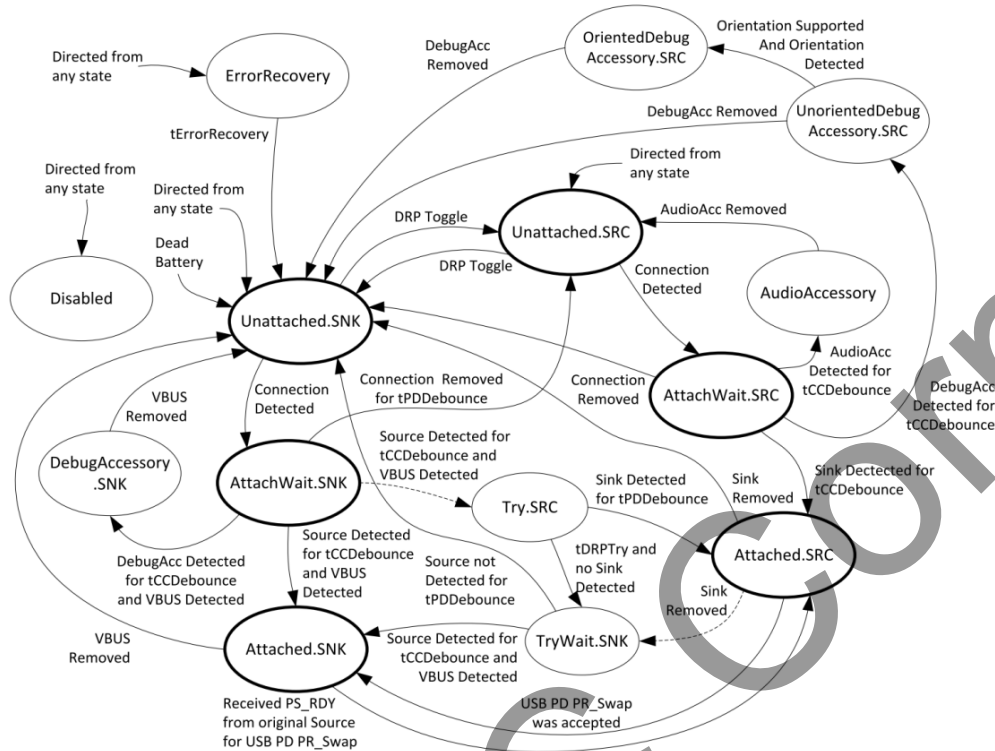 Directed from
any state
ErrorRecovery
tErrorRecovery
DebugAcc
Removed
OrientedDebug
Accessory.SRC
Orientation Supported
And Orientation
Detected
DebugAcc Removed
UnorientedDebug
Accessory.SRC
Directed from
any state
Disabled
Directed from
any state
Dead
Battery
DRP Toggle
DRP Toggle
Directed from
any state
Unattached.SRC
AudioAcc Removed
AudioAccessory
Connection
Detected
Unattached.SNK
VBUS
Removed
Connection
Detected
Connection Removed
for tPDDebounce
Connection
Removed
AttachWait.SRC
AudioAcc
Detected for
tCCDebounce
DebugAcc
Detected for
tCCDebounce
DebugAccessory
.SNK
AttachWait.SNK
Source Detected for
tCCDebounce and
VBUS Detected
Try.SRC
Sink Detected
for tPDDebounce
Sink
Removed
Sink Dectected for
tCCDebounce
DebugAcc Detected
for tCCDebounce
and VBUS Detected
Source Detected
for tCCDebounce
and VBUS
Detected
Source not
Detected for
tPDDebounce
tDRPTry and
no Sink
Detected
Attached.SRC
Sink
Removed
VBUS
Removed
Attached.SNK
Source Detected for
tCCDebounce and
VBUS Detected
TryWait.SNK
Received PS_RDY
from original Source
for USB PD PR_Swap
USB PD PR_Swap
was accepted